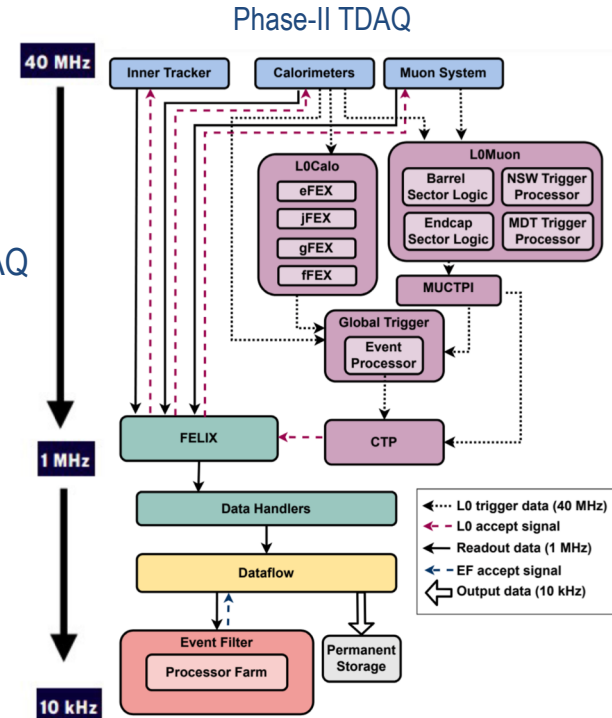 Phase-II TDAQ
40 MHz
Inner Tracker
Calorimeters
Muon System
L0Calo
eFEX
jFEX
gFEX
fFEX
L0Muon
Barrel
Sector Logic
NSW Trigger
Processor
Endcap
Sector Logic
MDT Trigger
Processor
AQ
MUCTPI
Global Trigger
Event
Processor
1 MHz
FELIX
CTP
Data Handlers
Dataflow
L0 trigger data (40 MHz)
L0 accept signal
Readout data (1 MHz)
EF accept signal
Output data (10 kHz)
Event Filter
Processor Farm
Permanent
Storage
10 kHz